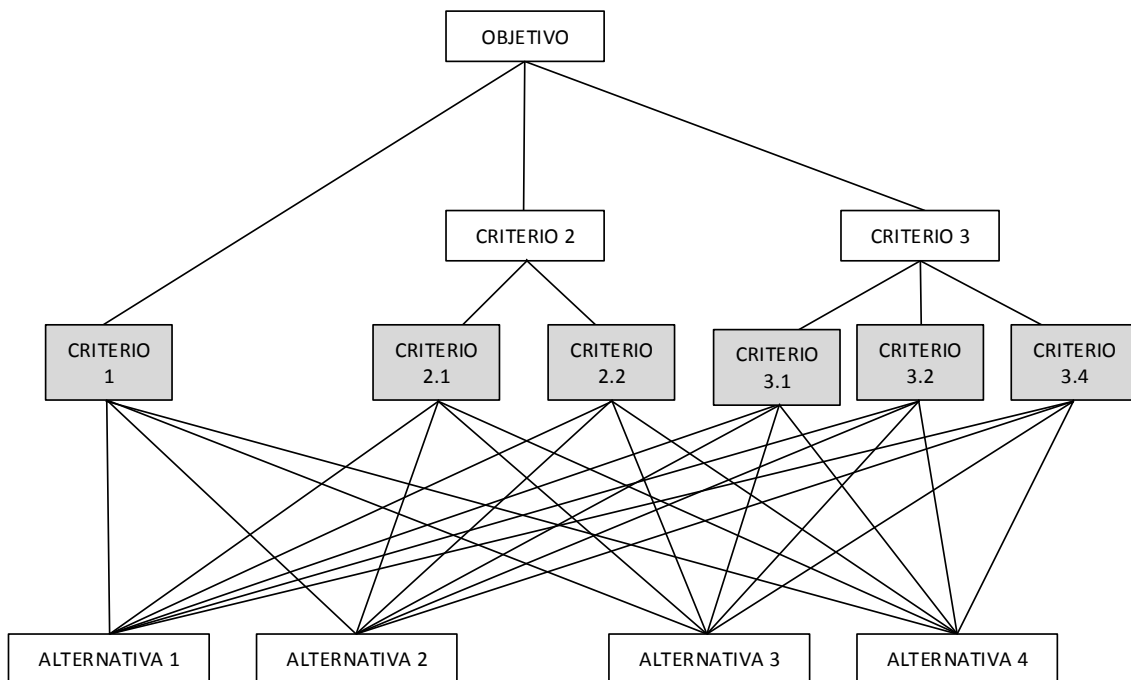 OBJETIVO
CRITERIO 2
CRITERIO 3
CRITERIO
1
CRITERIO
2.1
CRITERIO
2.2
CRITERIO
3.1
CRITERIO
3.2
CRITERIO
3.4
ALTERNATIVA 1
ALTERNATIVA 2
ALTERNATIVA 3
ALTERNATIVA 4